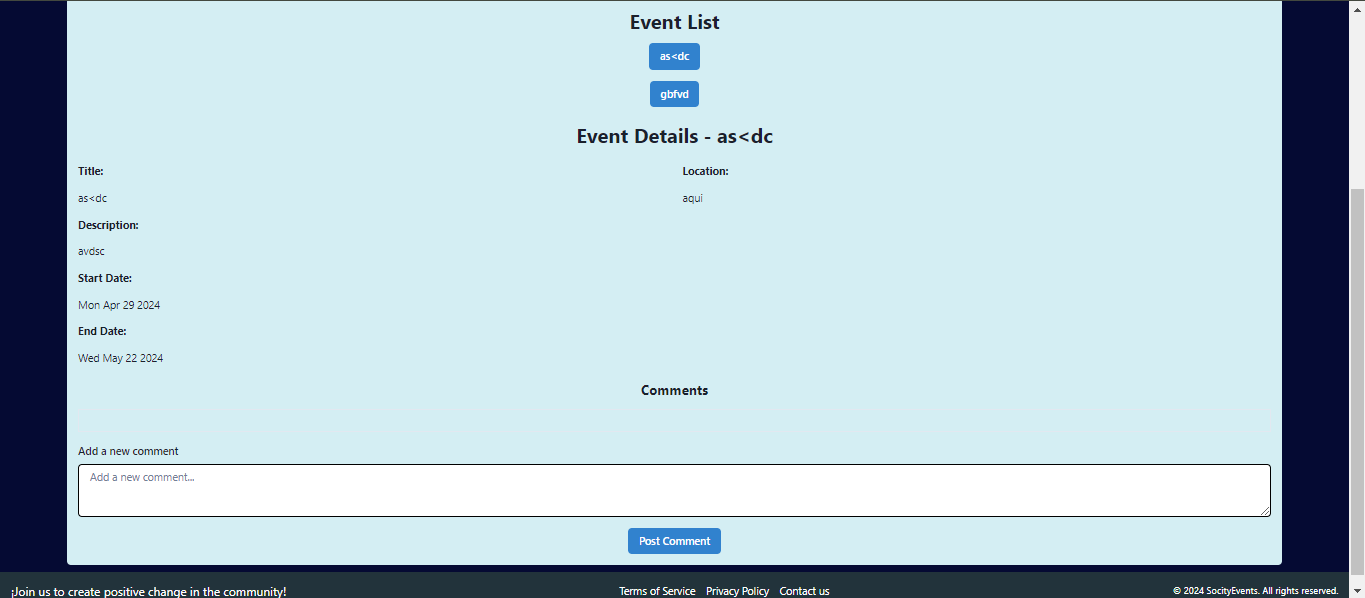 Event List
as<dc
gbfvd
Event Details - as<dc
Title:
as<dc
Location:
aqui
Description:
avdsc
Start Date:
Mon Apr 29 2024
End Date:
Wed May 22 2024
Comments
Add a new comment
Add a new comment...
Post Comment
¡Join us to create positive change in the community!
Terms of Service Privacy Policy Contact us
© 2024 SocityEvents. All rights reserved.